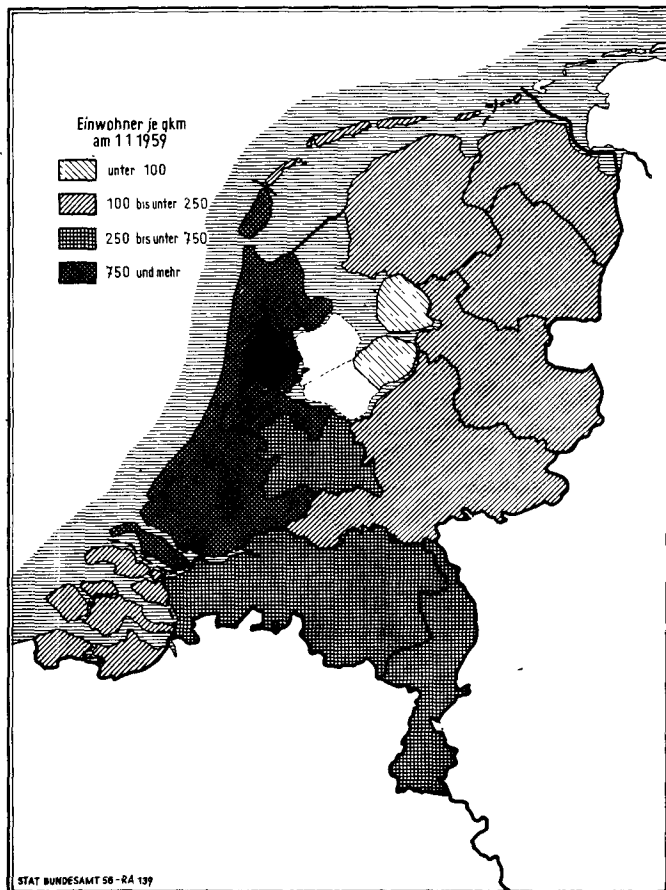 Einwohner je qkm
am 1 1 1959
unter 100
100 bis unter 250
250 bis unter 750
750 und mehr
STAT BUNDESAMT 58-RA 139